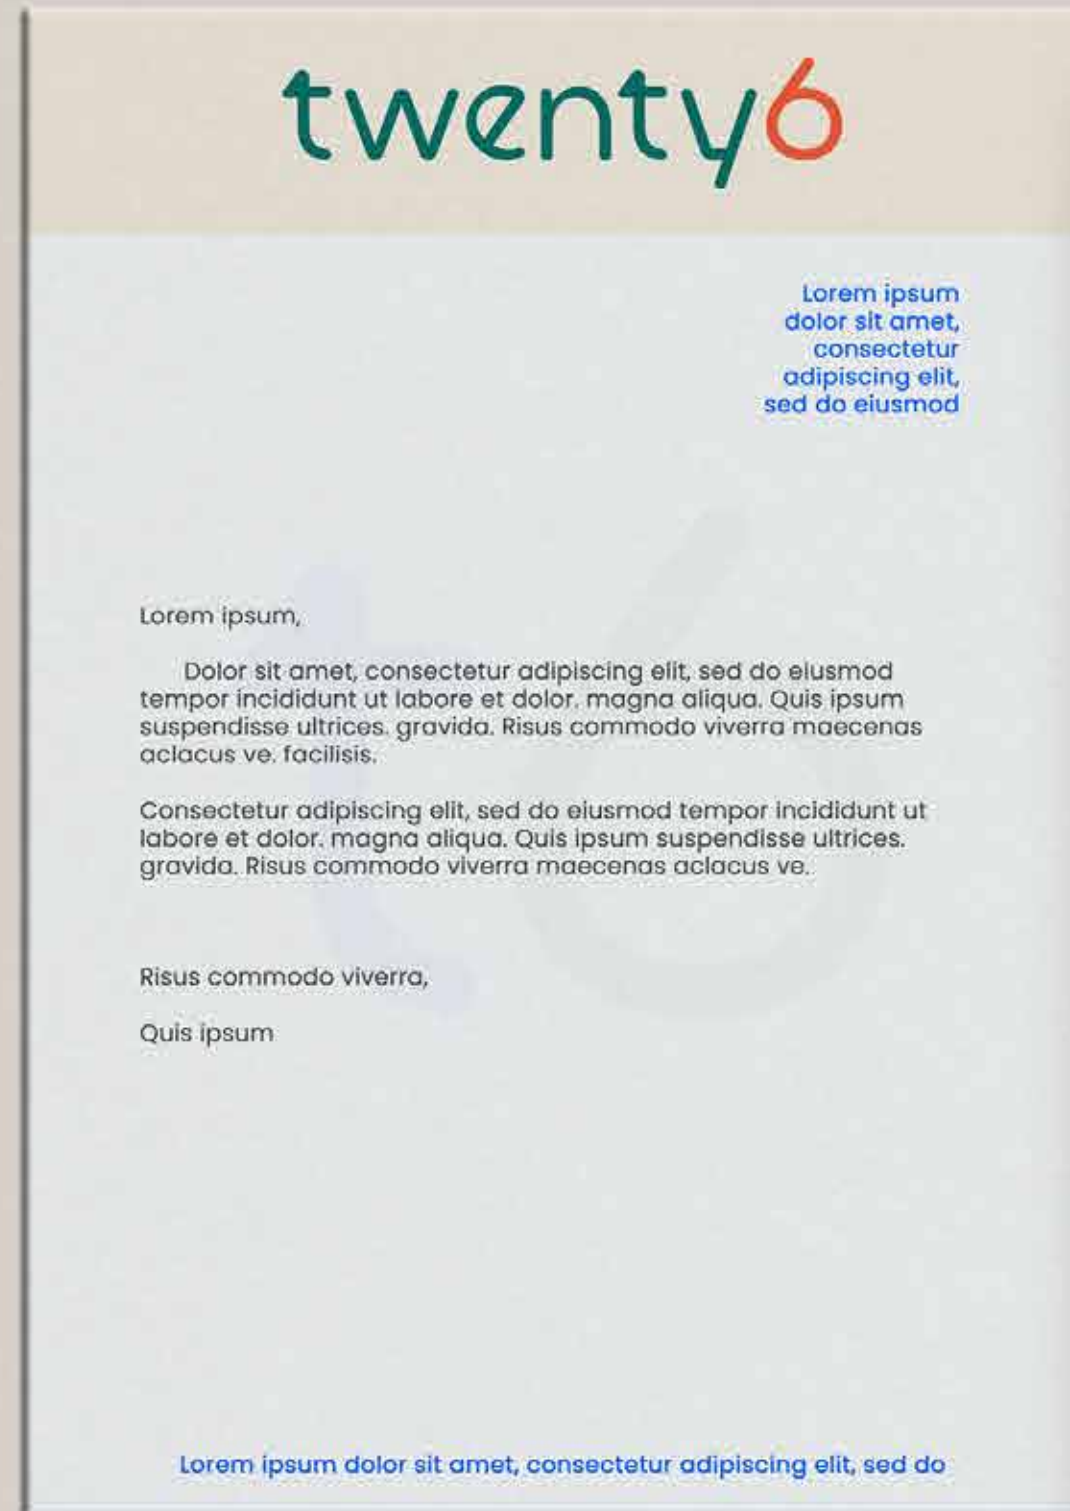 twenty6
Lorem ipsum
dolor sit amet,
consectetur
adipiscing elit,
sed do eiusmod
t6
Lorem ipsum,
Dolor sit amet, consectetur adipiscing elit, sed do eiusmod
tempor incididunt ut labore et dolor. magna aliqua. Quis ipsum
suspendisse ultrices. gravida. Risus commodo viverra maecenas
aclacus ve. facilisis.
Consectetur adipiscing elit, sed do eiusmod tempor incididunt ut
labore et dolor. magna aliqua. Quis ipsum suspendisse ultrices.
gravida. Risus commodo viverra maecenas aclacus ve.
Risus commodo viverra,
Quis ipsum
Lorem ipsum dolor sit amet, consectetur adipiscing elit, sed do